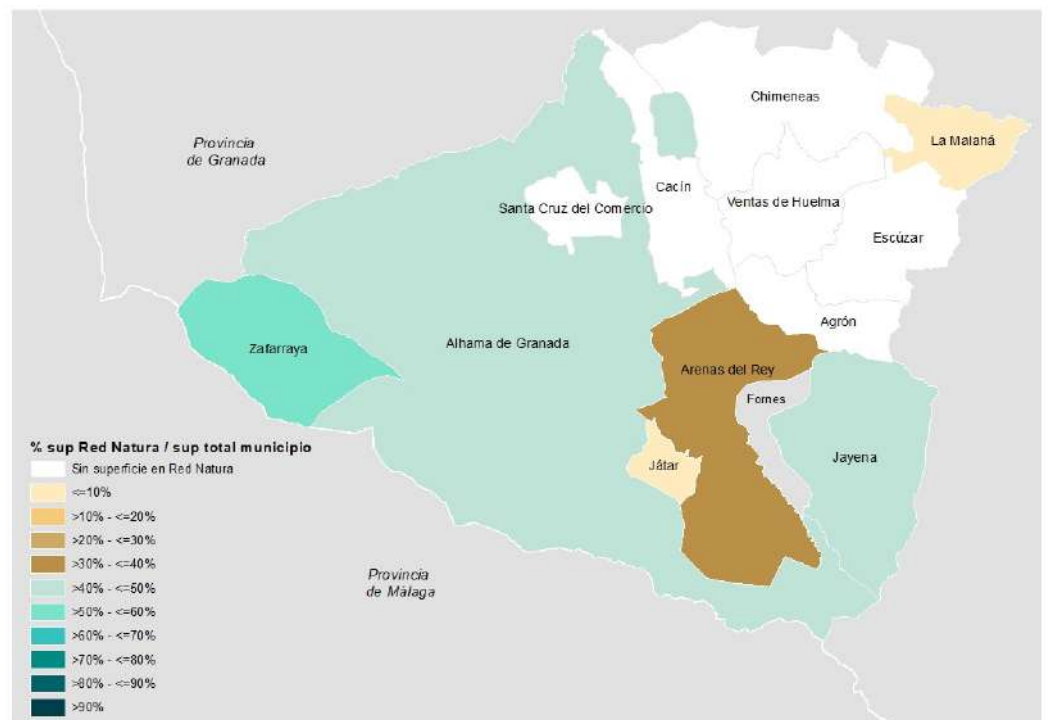 Chimeneas
La Malahá
Provincia
de Granada
Cacín
Santa Cruz del Comercio
Ventas de Huelma
Escúzar
Agrón
Zafarraya
Alhama de Granada
Arenas del Rey
Fornes
Játar
Jayena
Provincia
de Málaga
% sup Red Natura / sup total municipio
Sin superficie en Red Natura
<=10%
>10% - <=20%
>20% - <=30%
>30% - <=40%
>40% - <=50%
>50% - <=60%
>60% - <=70%
>70% - <=80%
>80% - <=90%
>90%